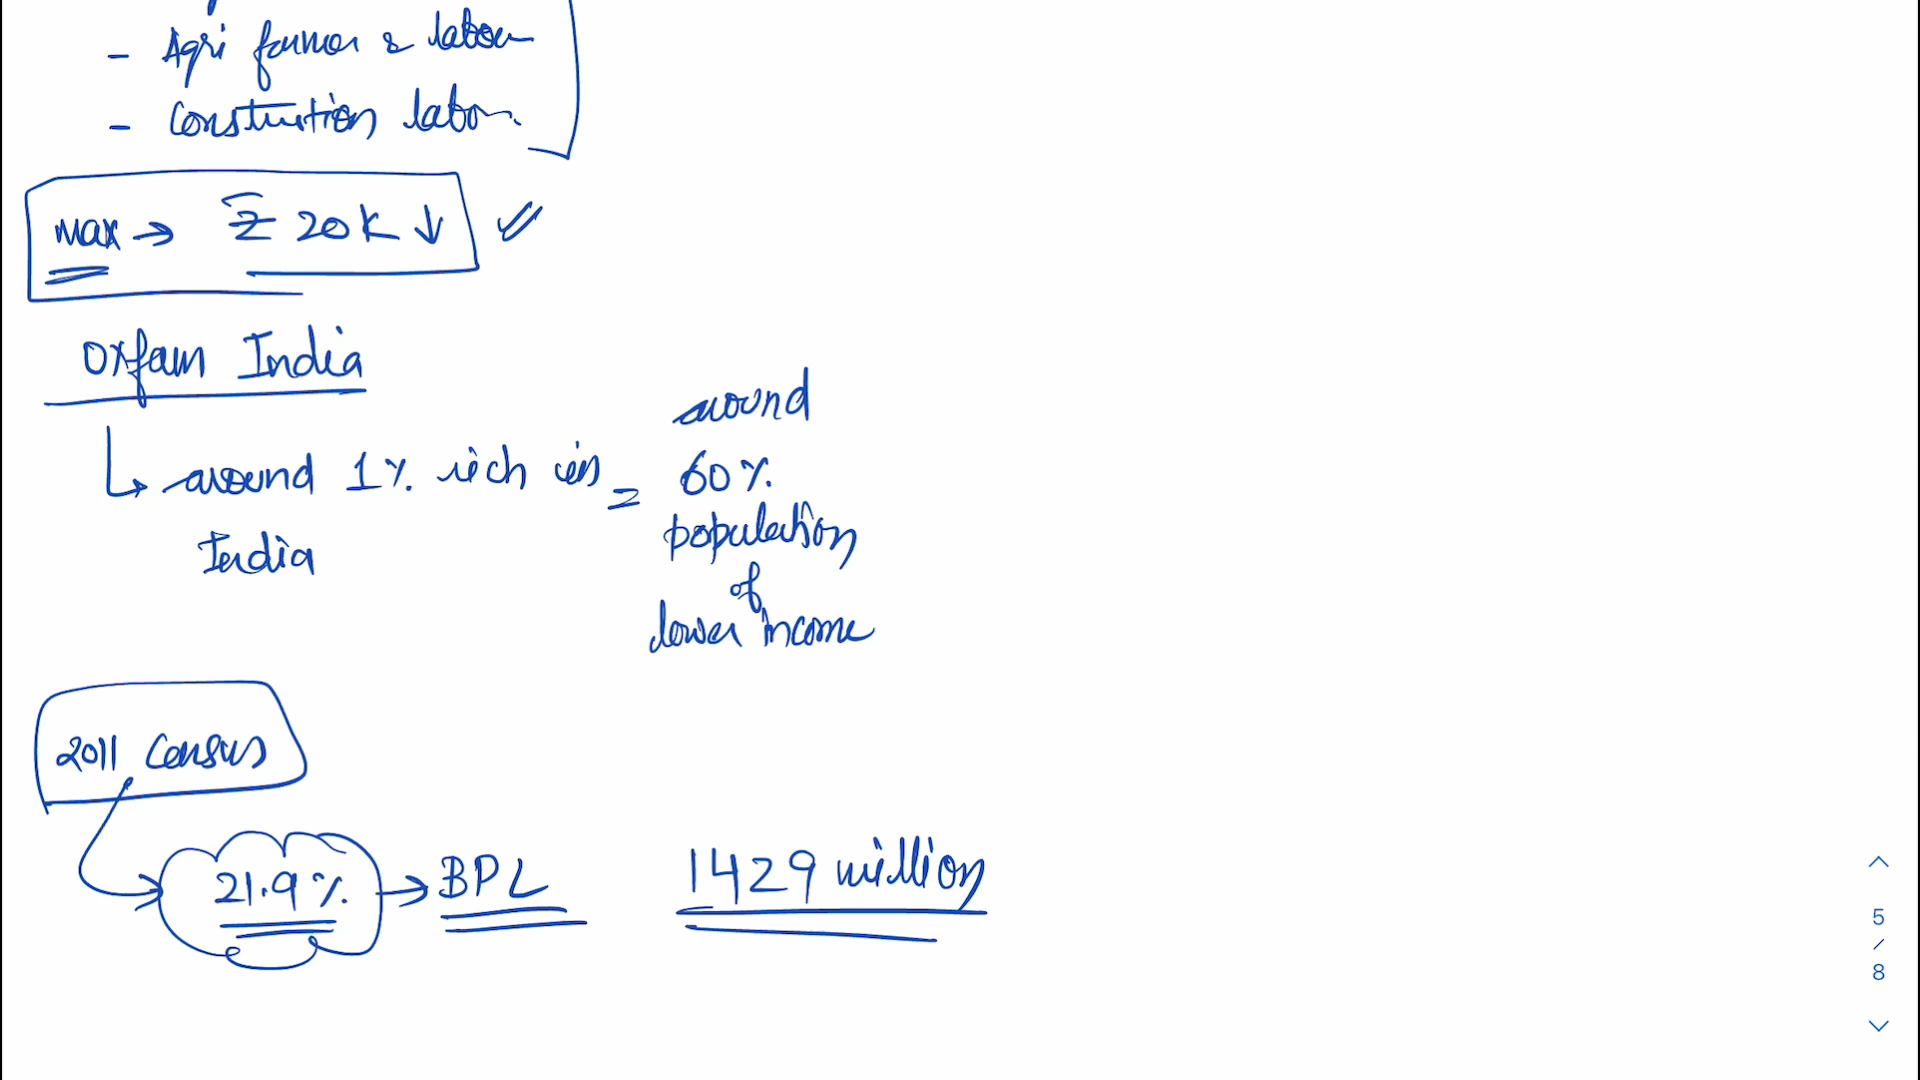 - Agri farmer & labour
- Construction labour
max → ₹ 20K ↓
Oxfam India
↳ around 1% rich in India = around 60% population of lower income
2011 Census
21.9% → BPL
1429 million
5
/
8